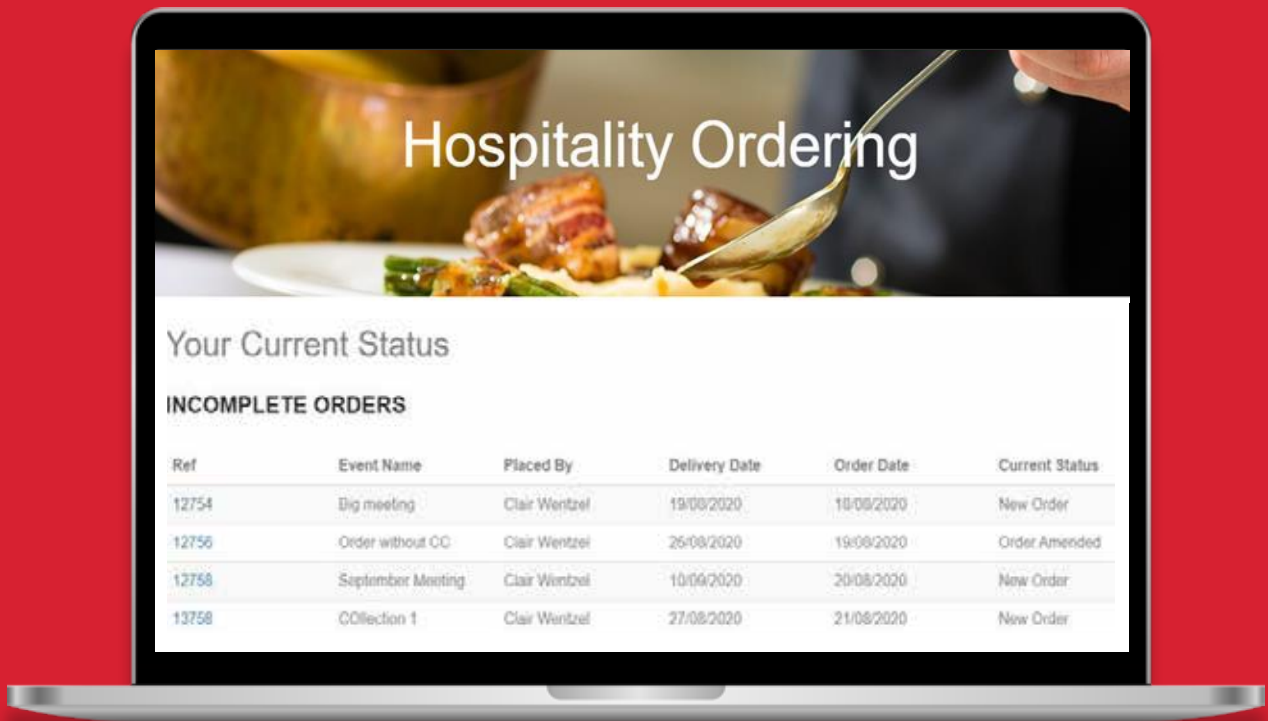 Hospitality Ordering
Your Current Status
INCOMPLETE ORDERS
Ref Event Name Placed By Delivery Date Order Date Current Status
12754 Big meeting Clair Wentzel 19/08/2020 18/08/2020 New Order
12756 Order without CC Clair Wentzel 26/08/2020 19/08/2020 Order Amended
12758 September Meeting Clair Wentzel 10/09/2020 20/08/2020 New Order
13758 COllection 1 Clair Wentzel 27/08/2020 21/08/2020 New Order